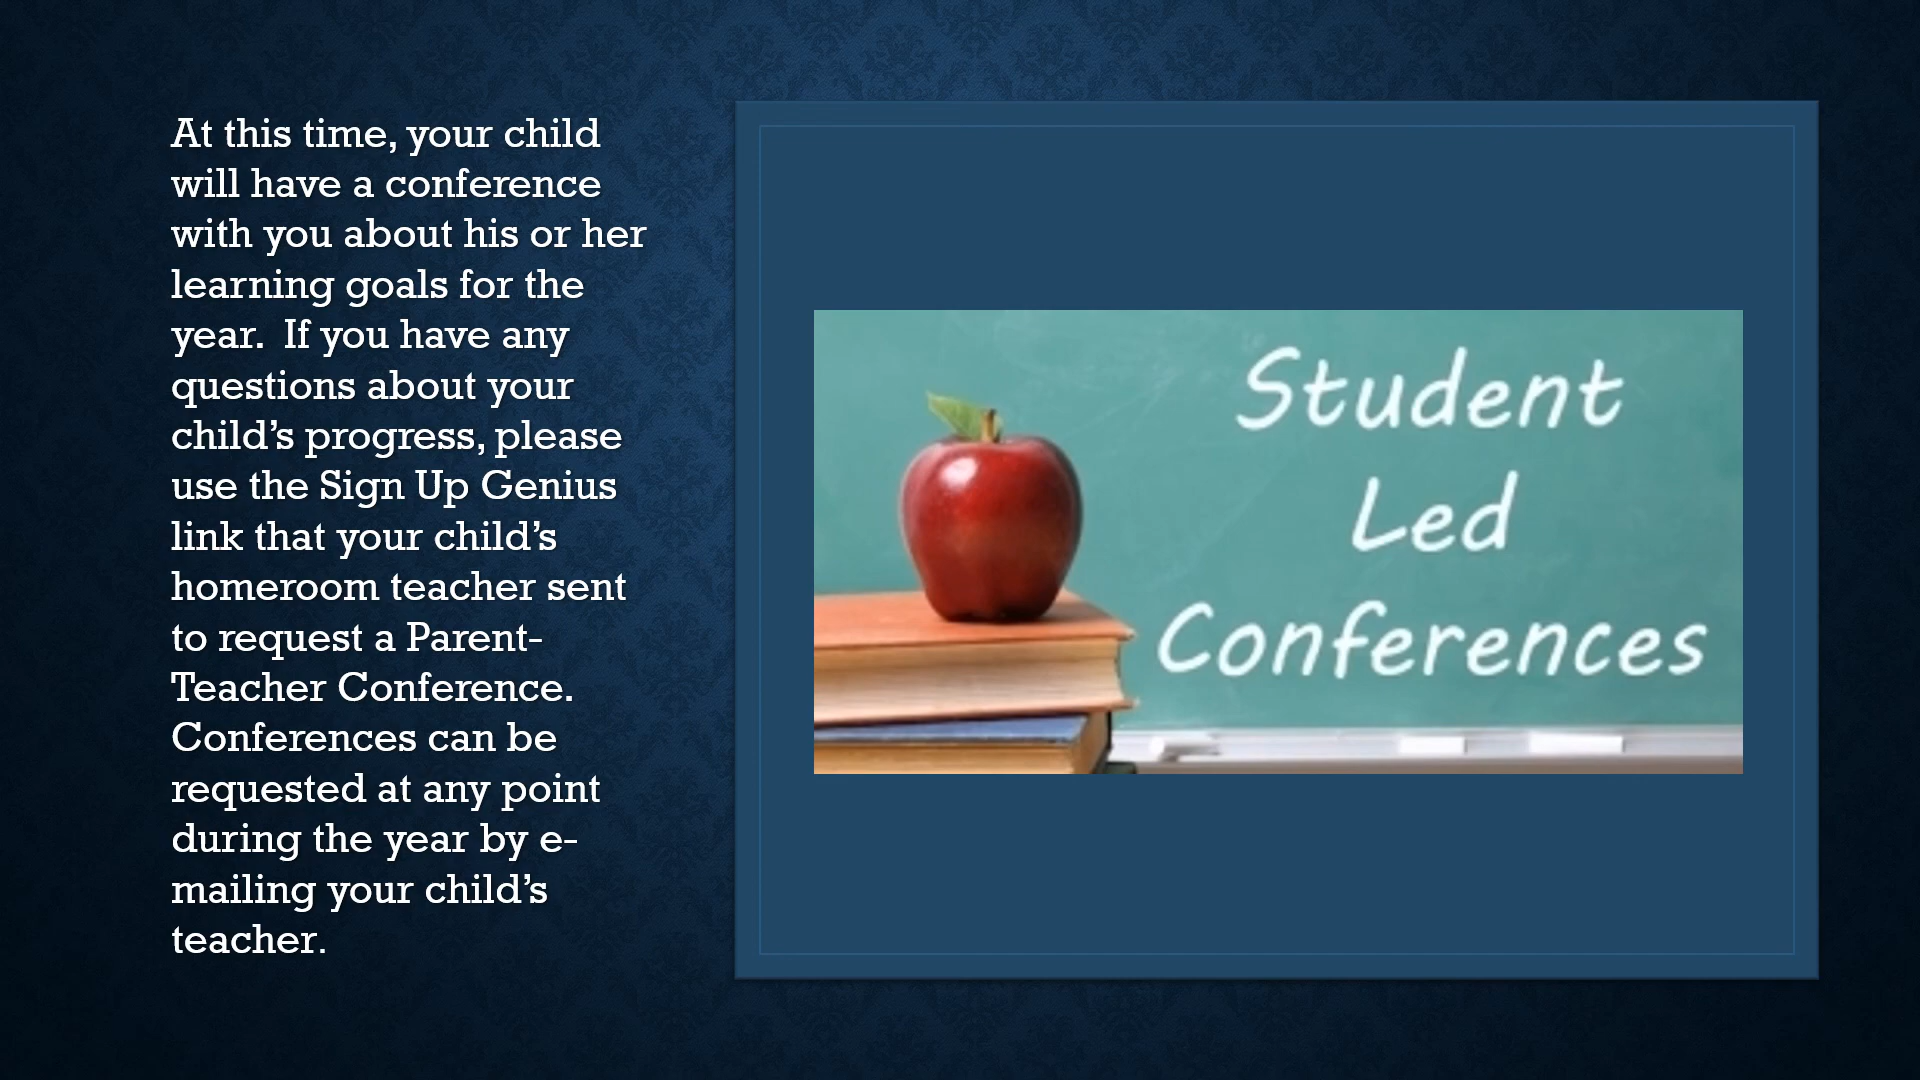 At this time, your child
will have a conference
with you about his or her
learning goals for the
year.  If you have any
questions about your
child’s progress, please
use the Sign Up Genius
link that your child’s
homeroom teacher sent
to request a Parent-
Teacher Conference.
Conferences can be
requested at any point
during the year by e-
mailing your child’s
teacher.
Student
Led
Conferences